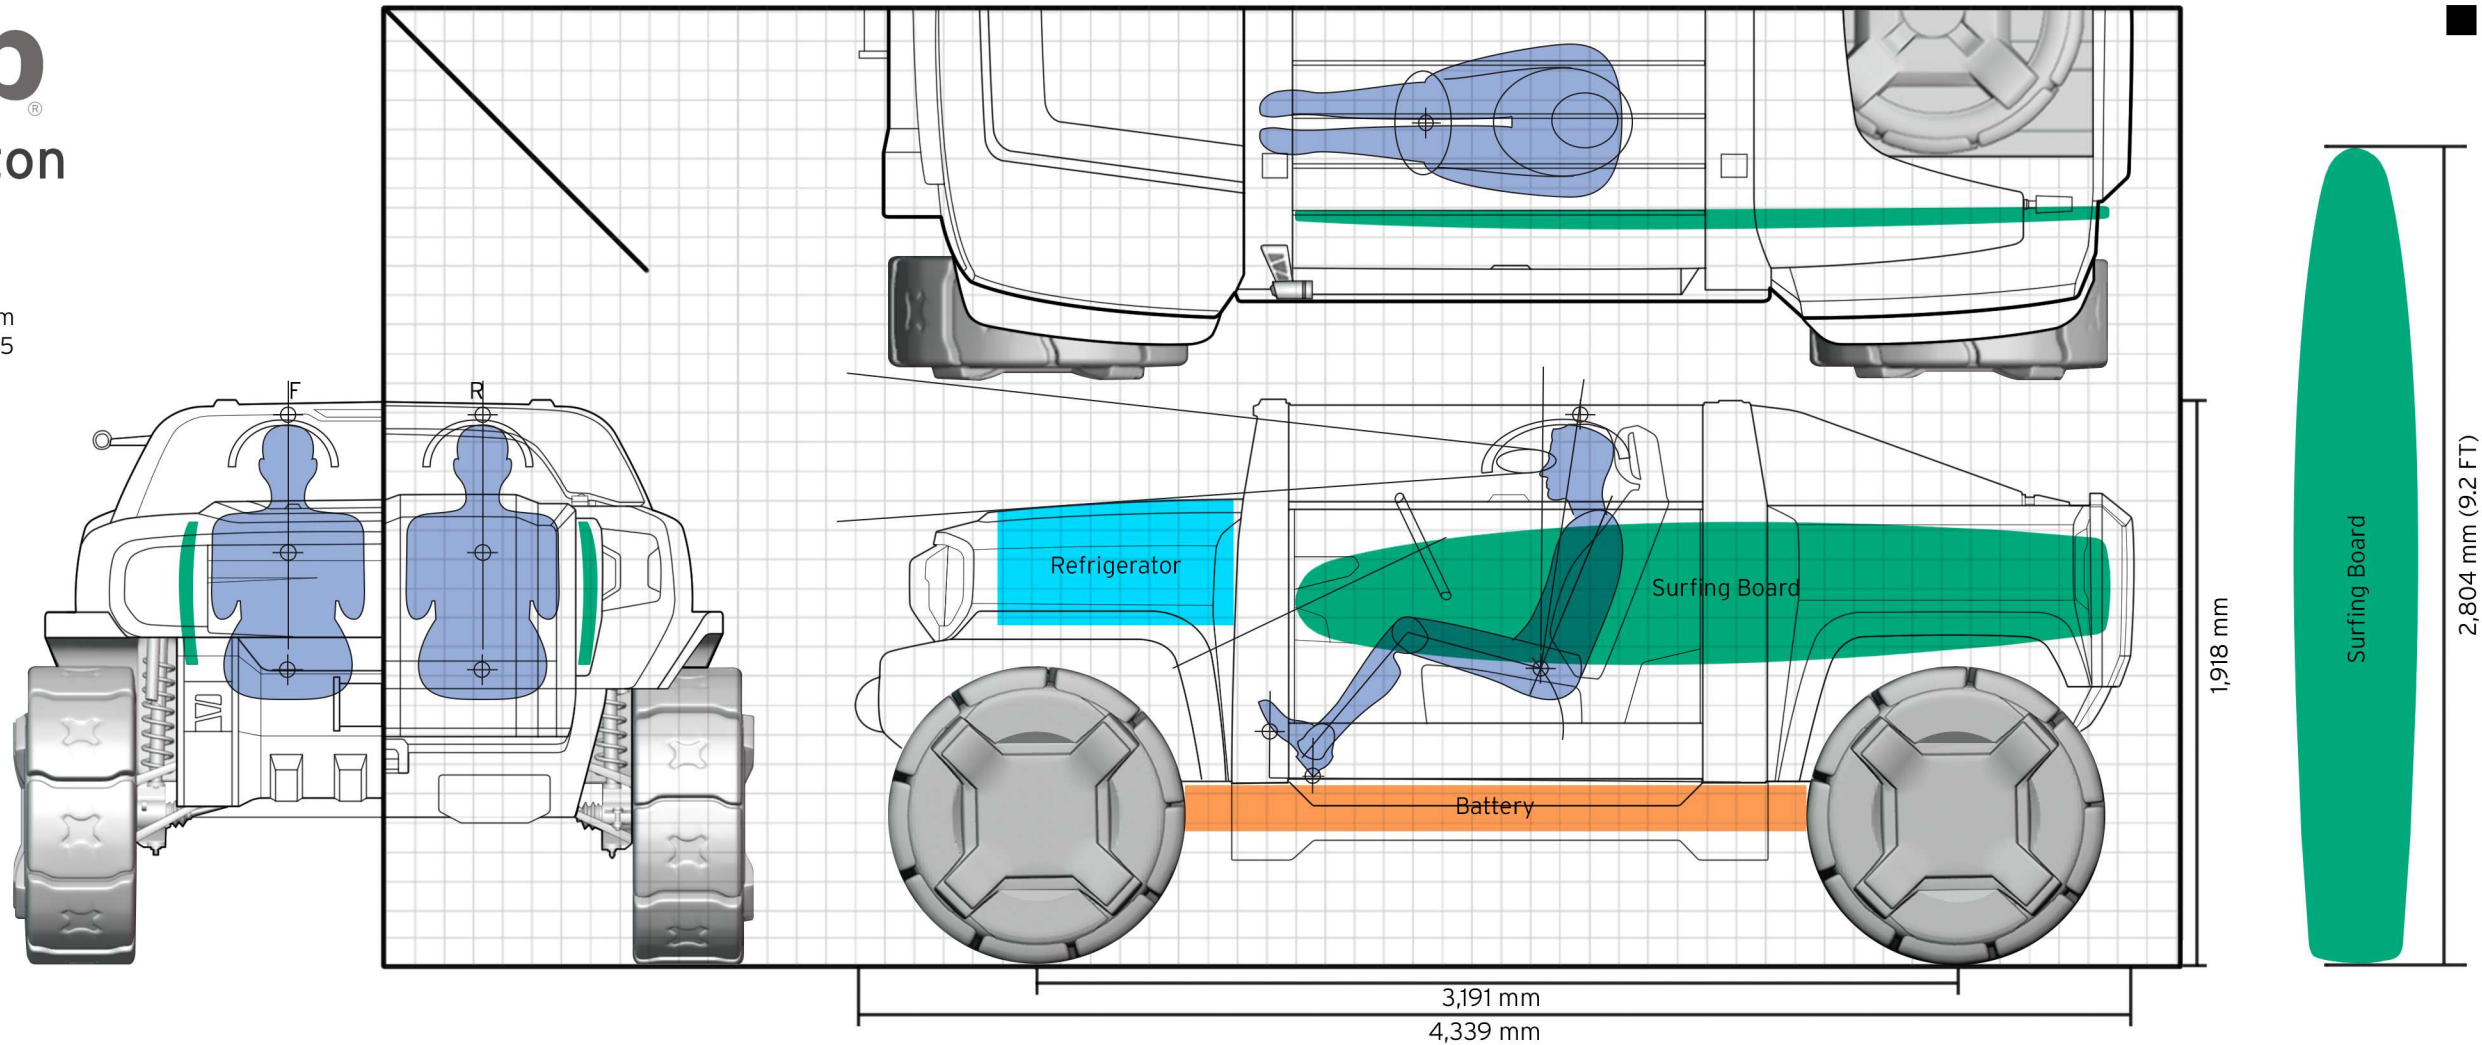 ®
F
R
Refrigerator
Surfing Board
Battery
1,918 mm
3,191 mm
4,339 mm
Surfing Board
2,804 mm (9.2 FT)